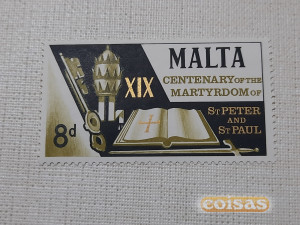 MALTA
XIX CENTENARY OF THE
MARTYRDOM OF
ST PETER
AND
ST PAUL
8d
coisas